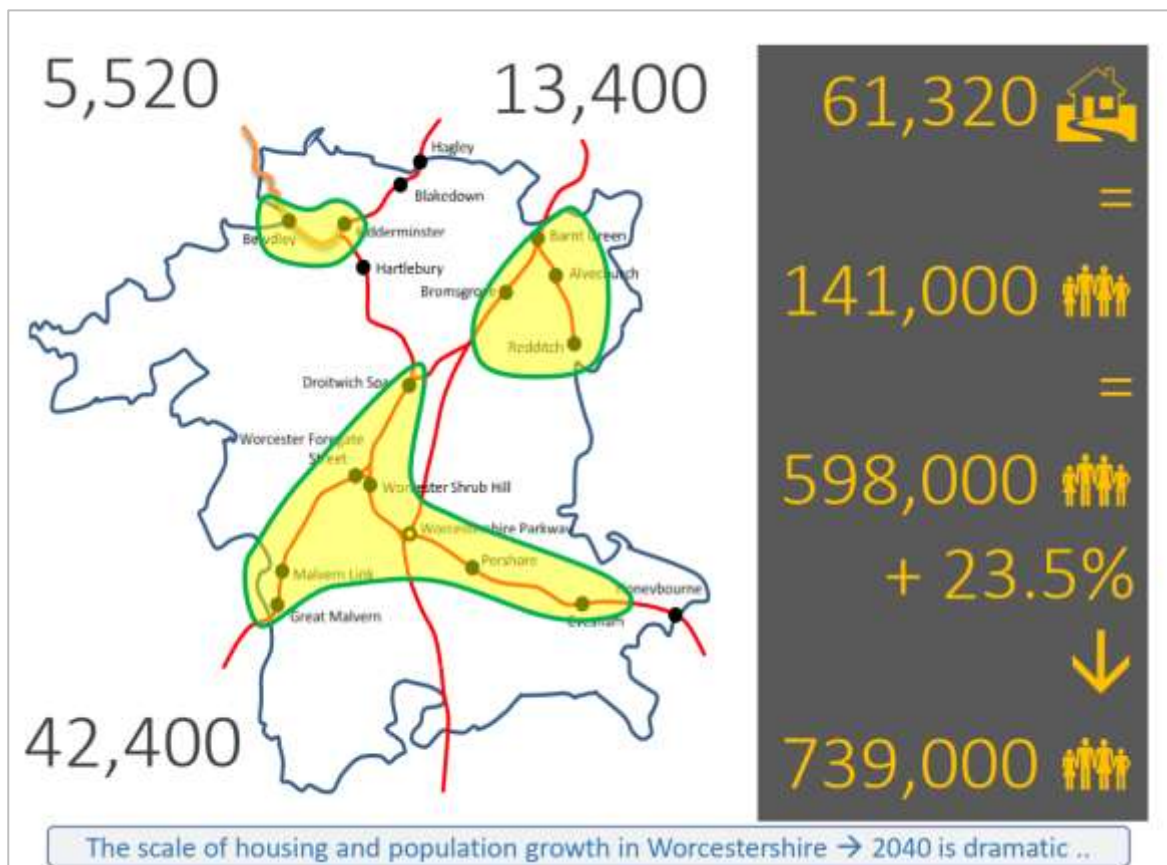 5,520
13,400
Hagley
Blakedown
Bewdley
Kidderminster
Hartlebury
Barnt Green
Alvechurch
Bromsgrove
Redditch
Droitwich Spa
Worcester Foregate
Street
Worcester Shrub Hill
Worcestershire Parkway
Pershore
Malvern Link
Honeybourne
Great Malvern
Evesham
42,400
61,320
=
141,000
=
598,000
+ 23.5%
↓
739,000
The scale of housing and population growth in Worcestershire → 2040 is dramatic ...